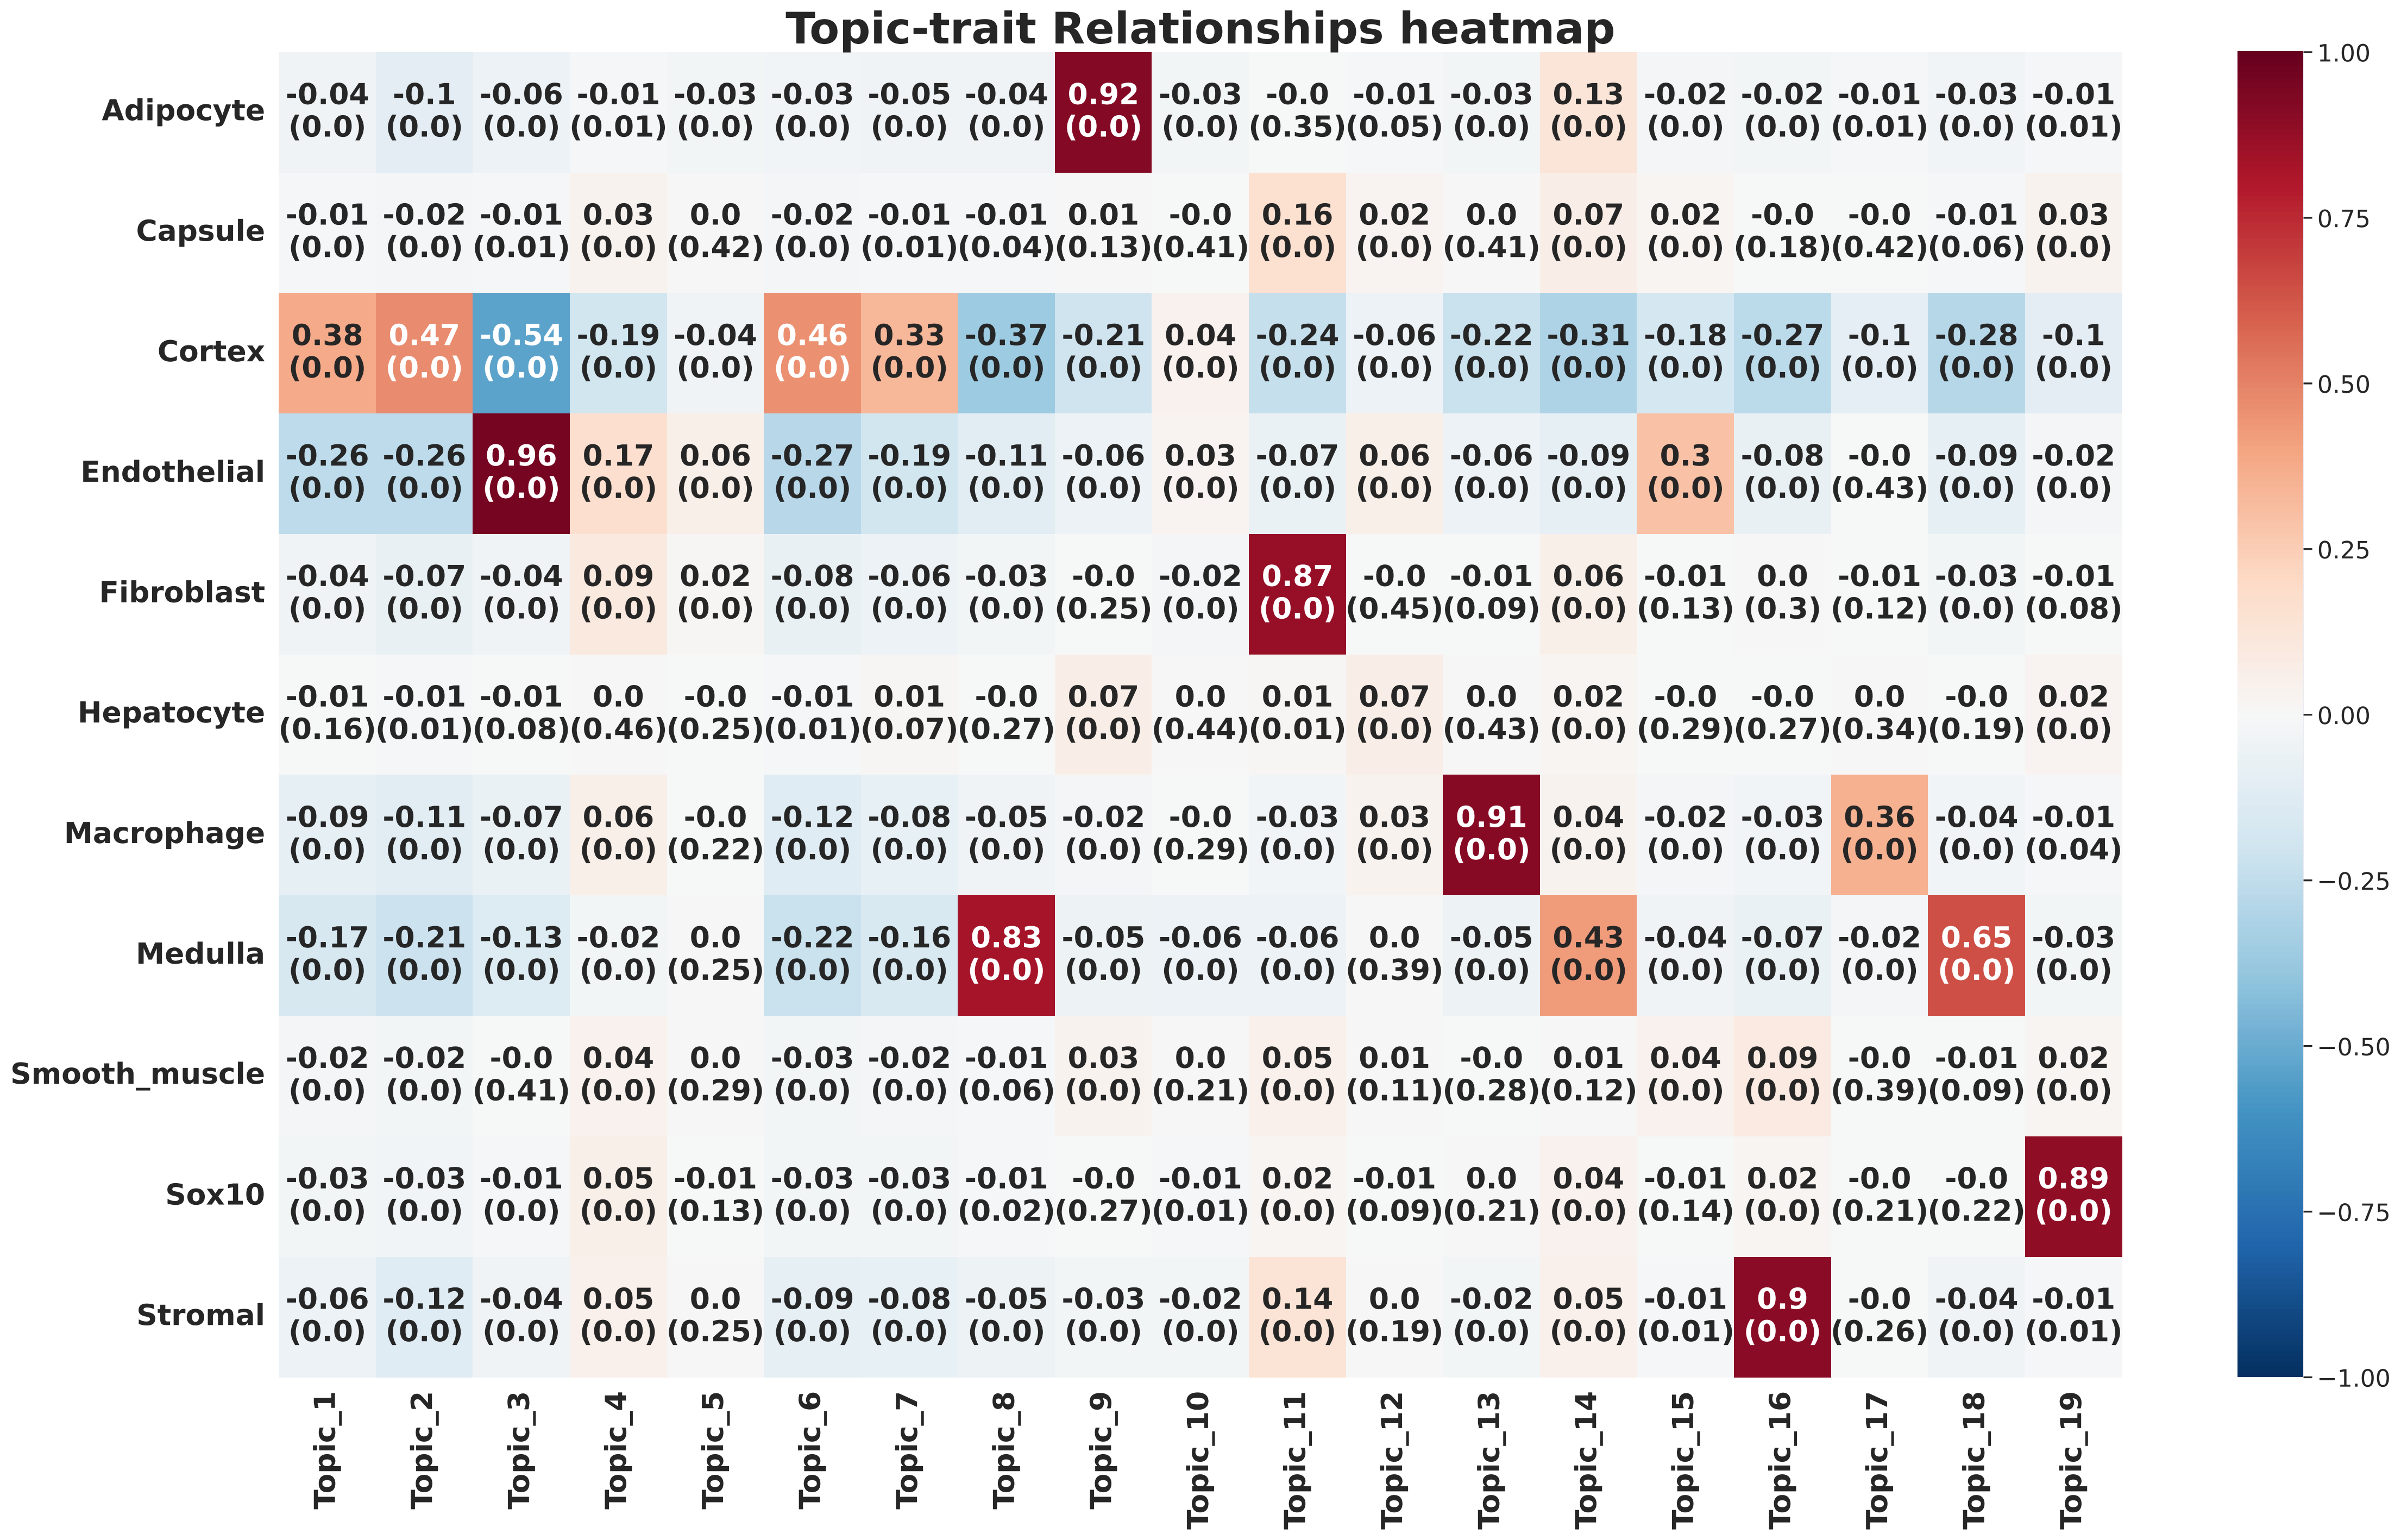 Topic-trait Relationships heatmap
Adipocyte
-0.04 -0.1 -0.06 -0.01 -0.03 -0.03 -0.05 -0.04 0.92 -0.03 -0.0 -0.01 -0.03 0.13 -0.02 -0.02 -0.01 -0.03 -0.01
(0.0) (0.0) (0.0) (0.01) (0.0) (0.0) (0.0) (0.0) (0.0) (0.0) (0.35) (0.05) (0.0) (0.0) (0.0) (0.0) (0.01) (0.0) (0.01)
Capsule
-0.01 -0.02 -0.01 0.03 0.0 -0.02 -0.01 -0.01 0.01 -0.0 0.16 0.02 0.0 0.07 0.02 -0.0 -0.0 -0.01 0.03
(0.0) (0.0) (0.01) (0.0) (0.42) (0.0) (0.01) (0.04) (0.13) (0.41) (0.0) (0.0) (0.41) (0.0) (0.0) (0.18) (0.42) (0.06) (0.0)
Cortex
0.38 0.47 -0.54 -0.19 -0.04 0.46 0.33 -0.37 -0.21 0.04 -0.24 -0.06 -0.22 -0.31 -0.18 -0.27 -0.1 -0.28 -0.1
(0.0) (0.0) (0.0) (0.0) (0.0) (0.0) (0.0) (0.0) (0.0) (0.0) (0.0) (0.0) (0.0) (0.0) (0.0) (0.0) (0.0) (0.0) (0.0)
Endothelial
-0.26 -0.26 0.96 0.17 0.06 -0.27 -0.19 -0.11 -0.06 0.03 -0.07 0.06 -0.06 -0.09 0.3 -0.08 -0.0 -0.09 -0.02
(0.0) (0.0) (0.0) (0.0) (0.0) (0.0) (0.0) (0.0) (0.0) (0.0) (0.0) (0.0) (0.0) (0.0) (0.0) (0.0) (0.43) (0.0) (0.0)
Fibroblast
-0.04 -0.07 -0.04 0.09 0.02 -0.08 -0.06 -0.03 -0.0 -0.02 0.87 -0.0 -0.01 0.06 -0.01 0.0 -0.01 -0.03 -0.01
(0.0) (0.0) (0.0) (0.0) (0.0) (0.0) (0.0) (0.0) (0.25) (0.0) (0.0) (0.45) (0.09) (0.0) (0.13) (0.3) (0.12) (0.0) (0.08)
Hepatocyte
-0.01 -0.01 -0.01 0.0 -0.0 -0.01 0.01 -0.0 0.07 0.0 0.01 0.07 0.0 0.02 -0.0 -0.0 0.0 -0.0 0.02
(0.16) (0.01) (0.08) (0.46) (0.25) (0.01) (0.07) (0.27) (0.0) (0.44) (0.01) (0.0) (0.43) (0.0) (0.29) (0.27) (0.34) (0.19) (0.0)
Macrophage
-0.09 -0.11 -0.07 0.06 -0.0 -0.12 -0.08 -0.05 -0.02 -0.0 -0.03 0.03 0.91 0.04 -0.02 -0.03 0.36 -0.04 -0.01
(0.0) (0.0) (0.0) (0.0) (0.22) (0.0) (0.0) (0.0) (0.0) (0.29) (0.0) (0.0) (0.0) (0.0) (0.0) (0.0) (0.0) (0.0) (0.04)
Medulla
-0.17 -0.21 -0.13 -0.02 0.0 -0.22 -0.16 0.83 -0.05 -0.06 -0.06 0.0 -0.05 0.43 -0.04 -0.07 -0.02 0.65 -0.03
(0.0) (0.0) (0.0) (0.0) (0.25) (0.0) (0.0) (0.0) (0.0) (0.0) (0.0) (0.39) (0.0) (0.0) (0.0) (0.0) (0.0) (0.0) (0.0)
Smooth_muscle
-0.02 -0.02 -0.0 0.04 0.0 -0.03 -0.02 -0.01 0.03 0.0 0.05 0.01 -0.0 0.01 0.04 0.09 -0.0 -0.01 0.02
(0.0) (0.0) (0.41) (0.0) (0.29) (0.0) (0.0) (0.06) (0.0) (0.21) (0.0) (0.11) (0.28) (0.12) (0.0) (0.0) (0.39) (0.09) (0.0)
Sox10
-0.03 -0.03 -0.01 0.05 -0.01 -0.03 -0.03 -0.01 -0.0 -0.01 0.02 -0.01 0.0 0.04 -0.01 0.02 -0.0 -0.0 0.89
(0.0) (0.0) (0.0) (0.0) (0.13) (0.0) (0.0) (0.02) (0.27) (0.01) (0.0) (0.09) (0.21) (0.0) (0.14) (0.0) (0.21) (0.22) (0.0)
Stromal
-0.06 -0.12 -0.04 0.05 0.0 -0.09 -0.08 -0.05 -0.03 -0.02 0.14 0.0 -0.02 0.05 -0.01 0.9 -0.0 -0.04 -0.01
(0.0) (0.0) (0.0) (0.0) (0.25) (0.0) (0.0) (0.0) (0.0) (0.0) (0.0) (0.19) (0.0) (0.0) (0.01) (0.0) (0.26) (0.0) (0.01)
Topic_1
Topic_2
Topic_3
Topic_4
Topic_5
Topic_6
Topic_7
Topic_8
Topic_9
Topic_10
Topic_11
Topic_12
Topic_13
Topic_14
Topic_15
Topic_16
Topic_17
Topic_18
Topic_19
1.00
0.75
0.50
0.25
0.00
−0.25
−0.50
−0.75
−1.00